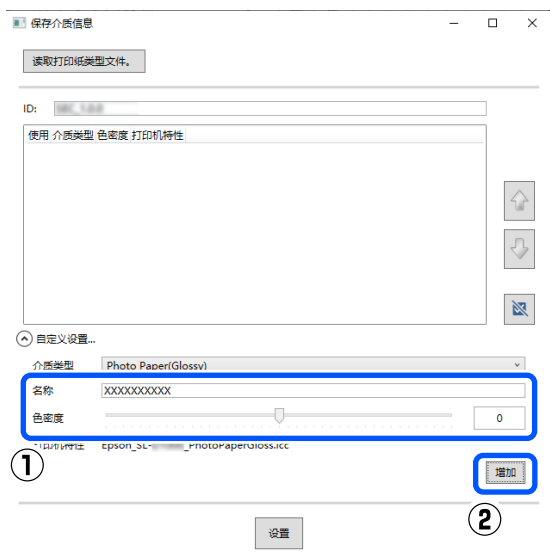 保存介质信息
读取打印纸类型文件。
ID:
使用 介质类型 色密度 打印机特性
自定义设置...
介质类型 Photo Paper(Glossy)
名称 XXXXXXXXXX
色密度 0
打印机特性 Epson_SL- _PhotoPaperGloss.icc
①
增加
②
设置